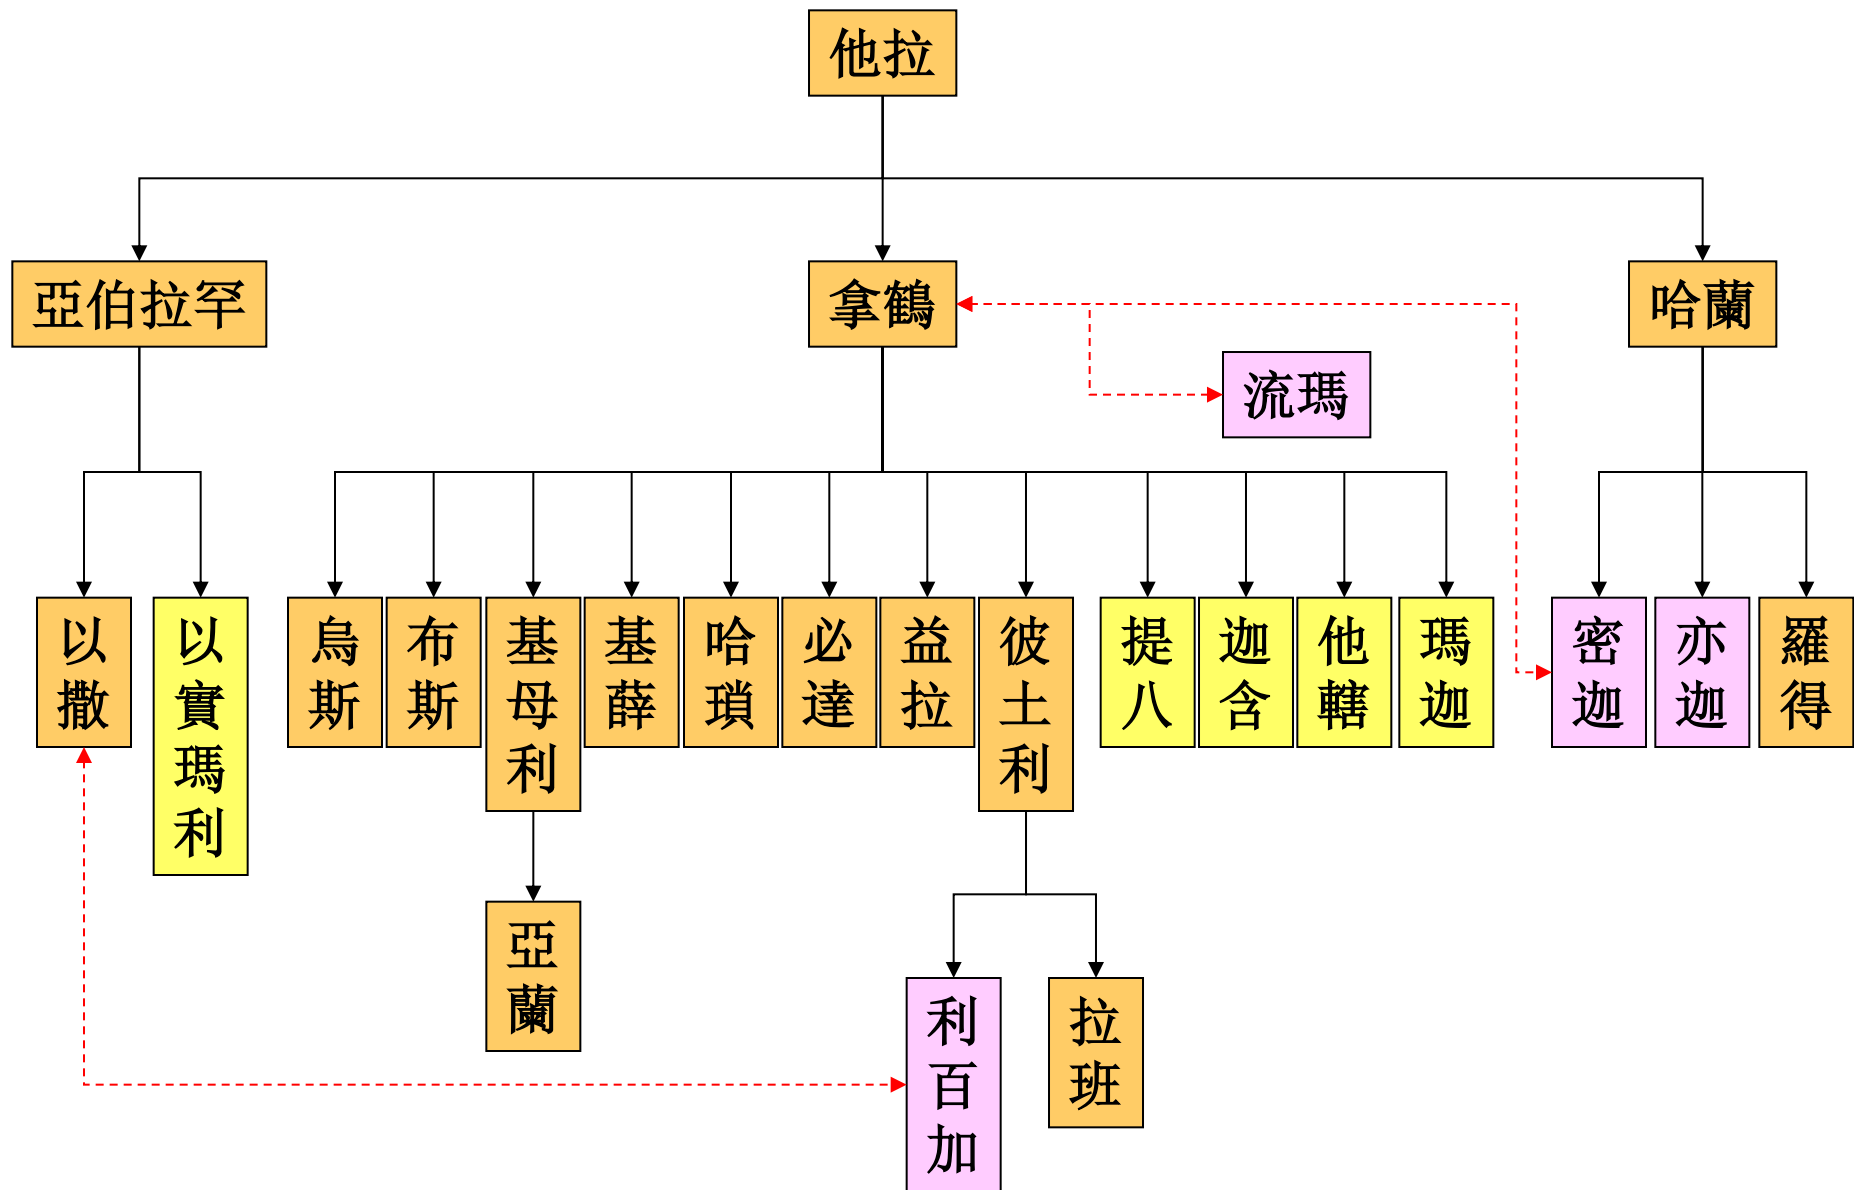 他拉
亞伯拉罕
拿鶴
哈蘭
流瑪
以撒
以實瑪利
烏斯
布斯
基母利
基薛
哈瑣
必達
益拉
彼土利
提八
迦含
他轄
瑪迦
密迦
亦迦
羅得
亞蘭
利百加
拉班